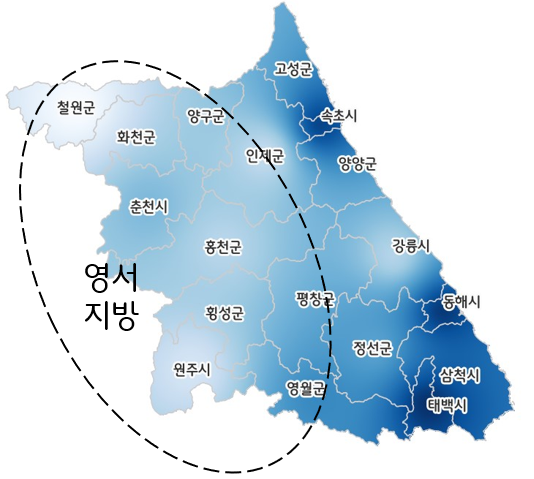 고성군
철원군
양구군
속초시
화천군
인제군
양양군
춘천시
홍천군
강릉시
영서
지방
횡성군
평창군
동해시
정선군
원주시
삼척시
영월군
태백시